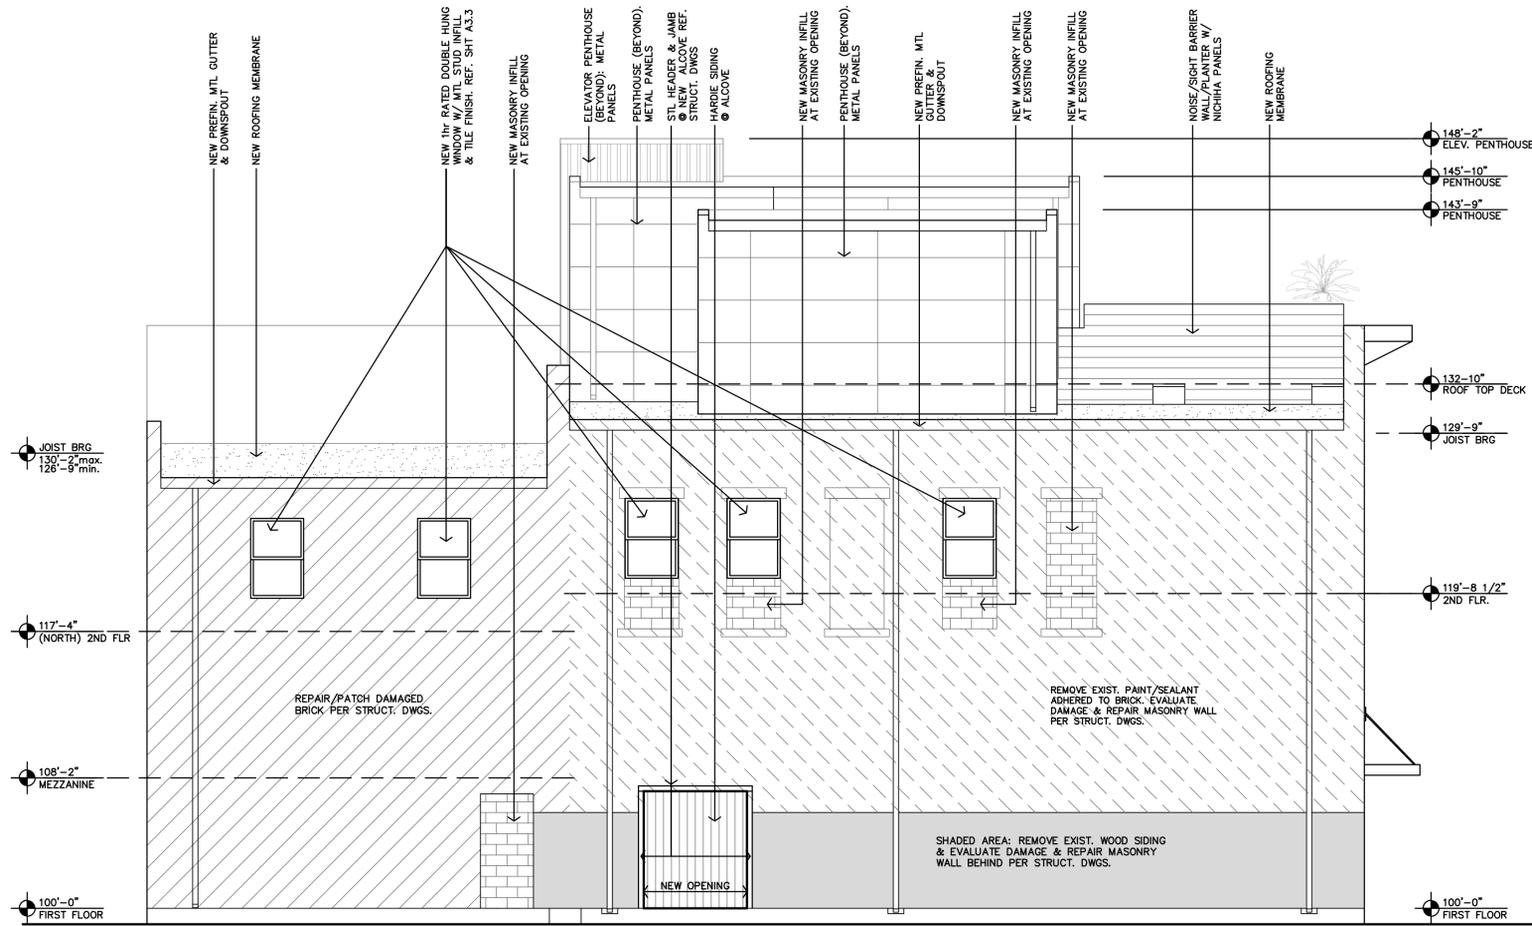 NEW PREFIN. MTL GUTTER
& DOWNSPOUT
NEW ROOFING MEMBRANE
NEW 1hr RATED DOUBLE HUNG
WINDOW W/ MTL STUD INFILL
& TILE FINISH. REF. SHT A3.3
NEW MASONRY INFILL
AT EXISTING OPENING
ELEVATOR PENTHOUSE
(BEYOND): METAL
PANELS
PENTHOUSE (BEYOND).
METAL PANELS
STL HEADER & JAMB
@ NEW ALCOVE REF.
STRUCT. DWGS
HARDIE SIDING
@ ALCOVE
NEW MASONRY INFILL
AT EXISTING OPENING
PENTHOUSE (BEYOND).
METAL PANELS
NEW PREFIN. MTL
GUTTER &
DOWNSPOUT
NEW MASONRY INFILL
AT EXISTING OPENING
NEW MASONRY INFILL
AT EXISTING OPENING
NOISE/SIGHT BARRIER
WALL/PLANTER W/
NICHIHA PANELS
NEW ROOFING
MEMBRANE
148'-2"
ELEV. PENTHOUSE
145'-10"
PENTHOUSE
143'-9"
PENTHOUSE
132-10"
ROOF TOP DECK
129'-9"
JOIST BRG
JOIST BRG
130'-2"max.
126'-9"min.
119'-8 1/2"
2ND FLR.
117'-4"
(NORTH) 2ND FLR
REPAIR/PATCH DAMAGED
BRICK PER STRUCT. DWGS.
REMOVE EXIST. PAINT/SEALANT
ADHERED TO BRICK. EVALUATE
DAMAGE & REPAIR MASONRY WALL
PER STRUCT. DWGS.
108'-2"
MEZZANINE
SHADED AREA: REMOVE EXIST. WOOD SIDING
& EVALUATE DAMAGE & REPAIR MASONRY
WALL BEHIND PER STRUCT. DWGS.
NEW OPENING
100'-0"
FIRST FLOOR
100'-0"
FIRST FLOOR